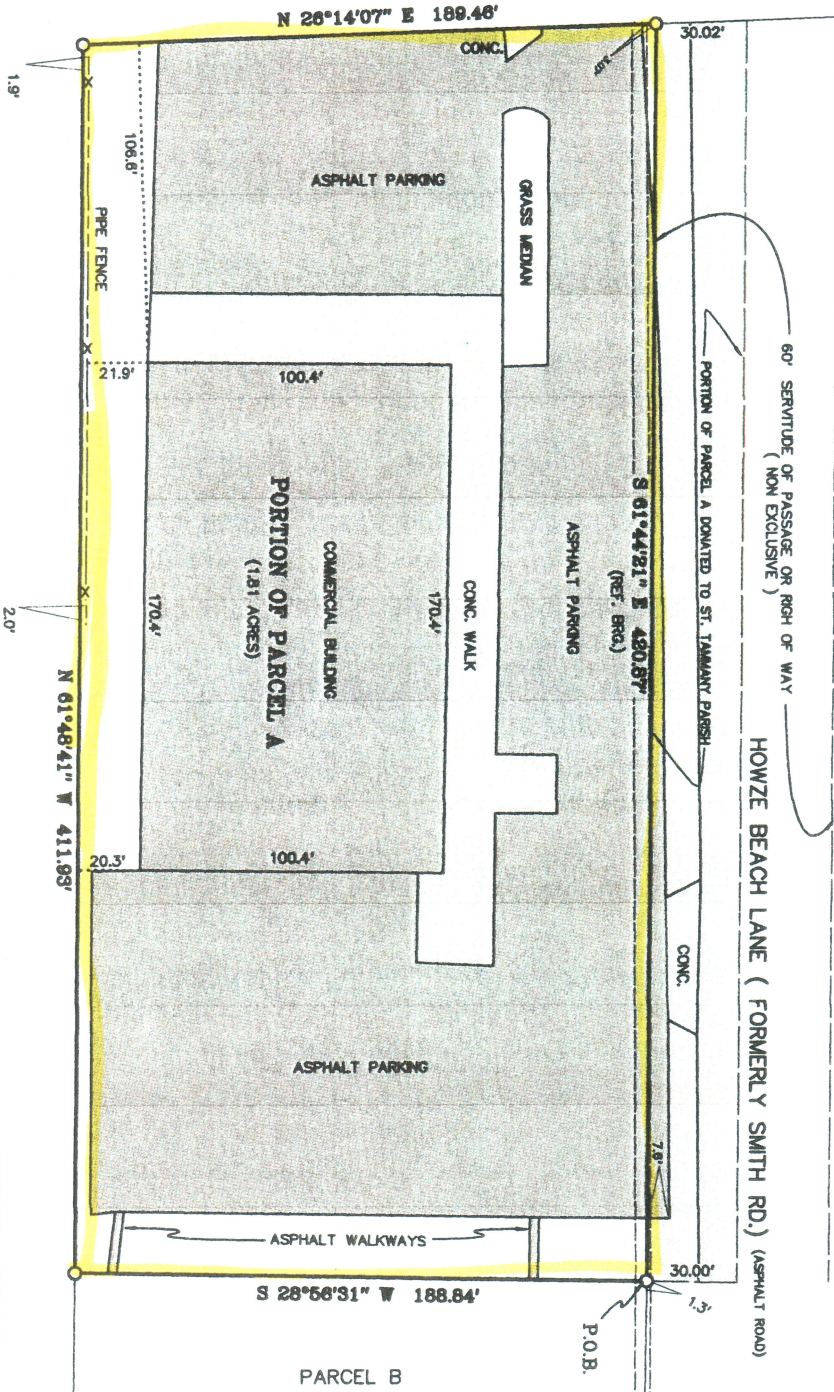 N 26°14'07" E 189.46'
30.02'
CONC.
1.9'
106.6'
ASPHALT PARKING
GRASS MEDIAN
PIPE FENCE
60' SERVITUDE OF PASSAGE OR RIGH OF WAY
( NON EXCLUSIVE )
PORTION OF PARCEL A DONATED TO ST. TAMMANY PARISH
21.9'
100.4'
S 61°44'21" E 420.87'
(REF. BRG.)
ASPHALT PARKING
HOWZE BEACH LANE ( FORMERLY SMITH RD.) (ASPHALT ROAD)
CONC. WALK
170.4'
COMMERCIAL BUILDING
PORTION OF PARCEL A
(1.81 ACRES)
170.4'
2.0'
N 61°48'41" W 411.93'
20.3'
100.4'
CONC.
ASPHALT PARKING
7.6'
ASPHALT WALKWAYS
30.00'
1.3'
S 28°56'31" W 188.84'
P.O.B.
PARCEL B